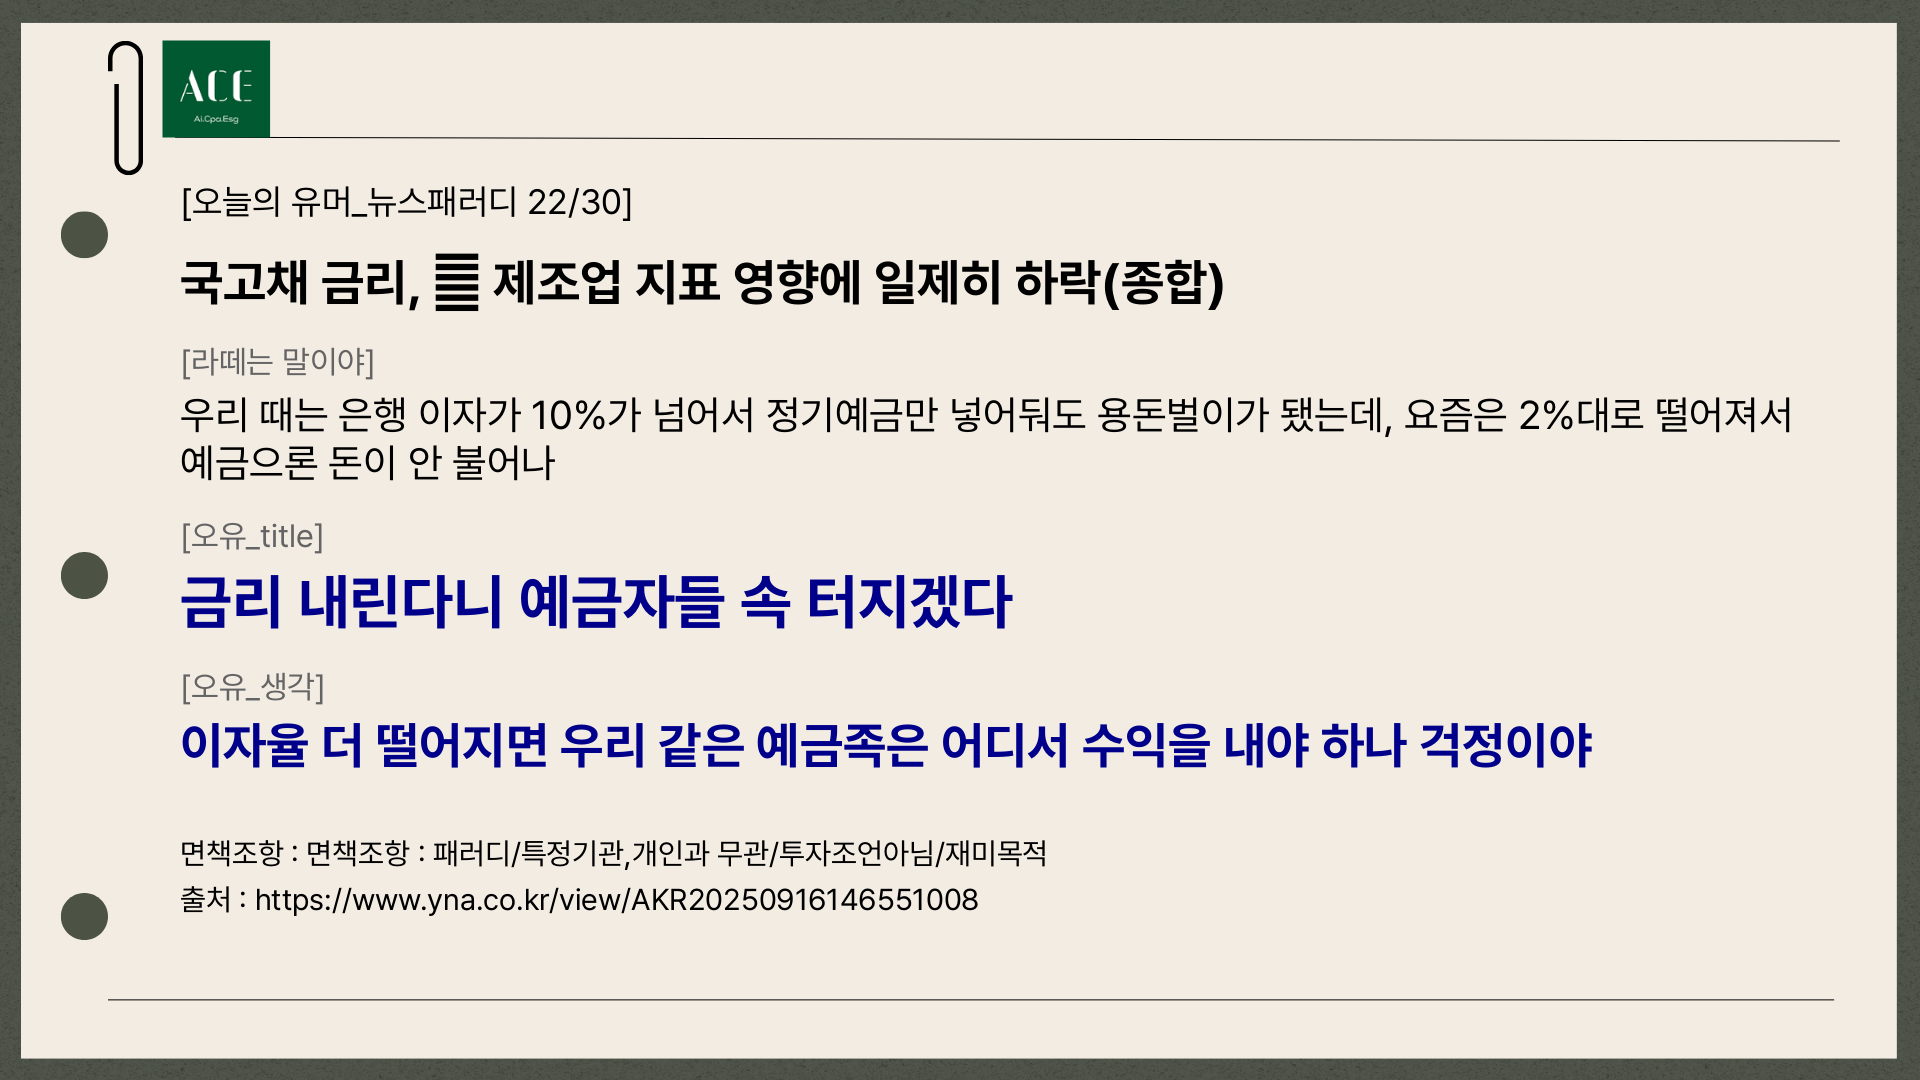 ACE
Ai.Cpa.Esg
[오늘의 유머_뉴스패러디 22/30]
국고채 금리, 제조업 지표 영향에 일제히 하락(종합)
[라떼는 말이야]
우리 때는 은행 이자가 10%가 넘어서 정기예금만 넣어둬도 용돈벌이가 됐는데, 요즘은 2%대로 떨어져서
예금으론 돈이 안 불어나
[오유_title]
금리 내린다니 예금자들 속 터지겠다
[오유_생각]
이자율 더 떨어지면 우리 같은 예금족은 어디서 수익을 내야 하나 걱정이야
면책조항 : 면책조항 : 패러디/특정기관,개인과 무관/투자조언아님/재미목적
출처 : https://www.yna.co.kr/view/AKR20250916146551008